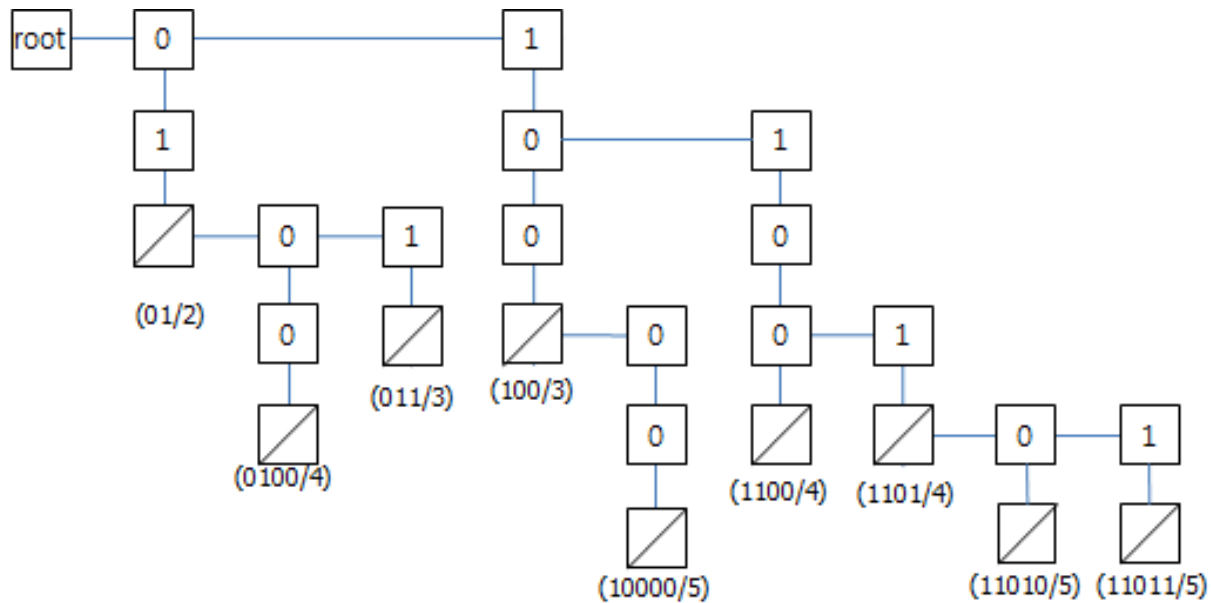 root 0 1
1 0 1
0 1 0 0
(01/2) 0 0 0 1
(011/3) (100/3)
0 0 1
(0100/4) (1100/4) (1101/4)
(10000/5) (11010/5) (11011/5)